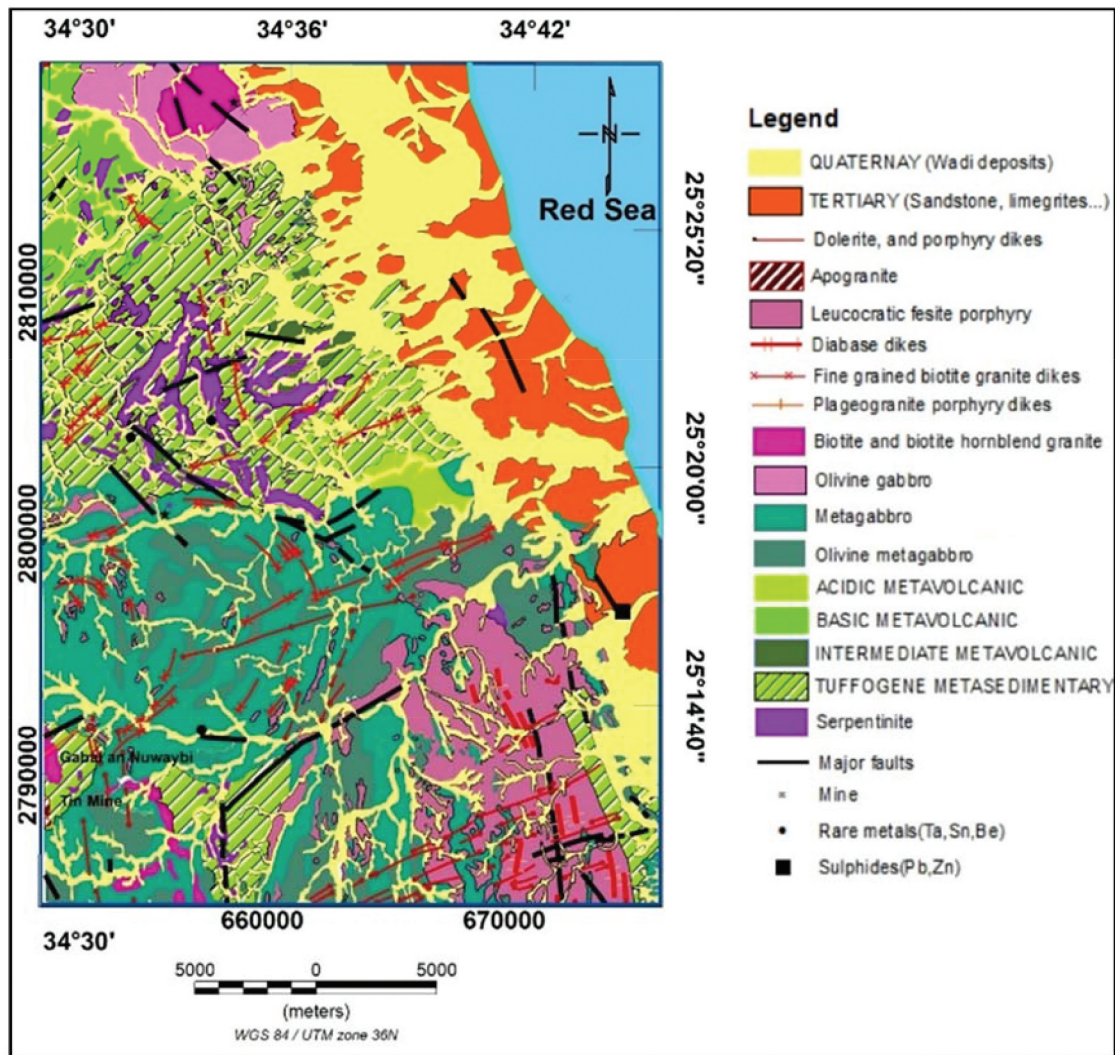 34°30' 34°36' 34°42'
N
Red Sea
25°25'20"
25°20'00"
25°14'40"
2810000
2800000
2790000
Gabal an Nuwaybi
Tin Mine
660000 670000
34°30'
5000 0 5000
(meters)
WGS 84 / UTM zone 36N
Legend
QUATERNAY (Wadi deposits)
TERTIARY (Sandstone, limegrites...)
Dolerite, and porphyry dikes
Apogranite
Leucocratic fesite porphyry
Diabase dikes
Fine grained biotite granite dikes
Plageogranite porphyry dikes
Biotite and biotite hornblend granite
Olivine gabbro
Metagabbro
Olivine metagabbro
ACIDIC METAVOLCANIC
BASIC METAVOLCANIC
INTERMEDIATE METAVOLCANIC
TUFFOGENE METASEDIMENTARY
Serpentinite
Major faults
Mine
Rare metals(Ta,Sn,Be)
Sulphides(Pb,Zn)